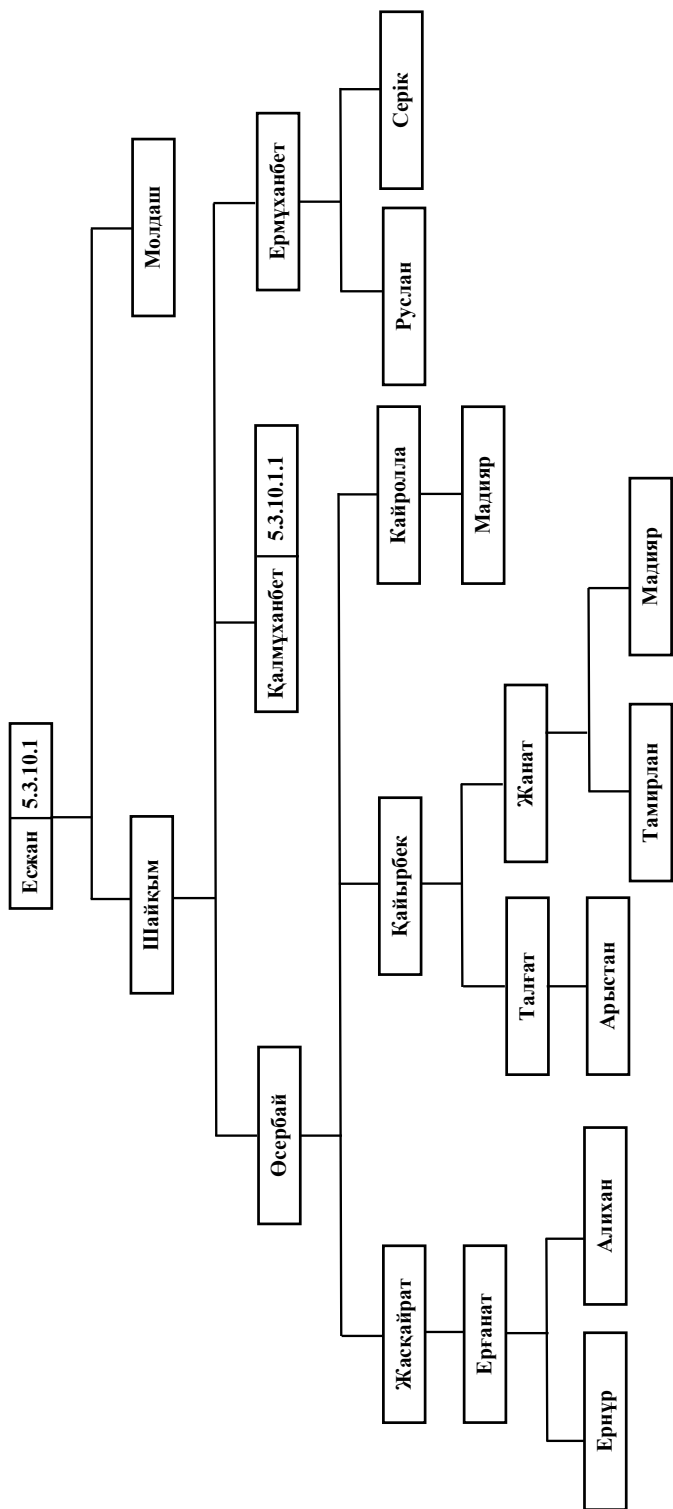 Есжан 5.3.10.1
Шайқым
Молдаш
Өсербай
Қалмұханбет 5.3.10.1.1
Ермұханбет
Жасқайрат
Қайырбек
Кайролла
Руслан
Серік
Ерғанат
Талғат
Жанат
Мадияр
Ернұр
Алихан
Арыстан
Тамирлан
Мадияр